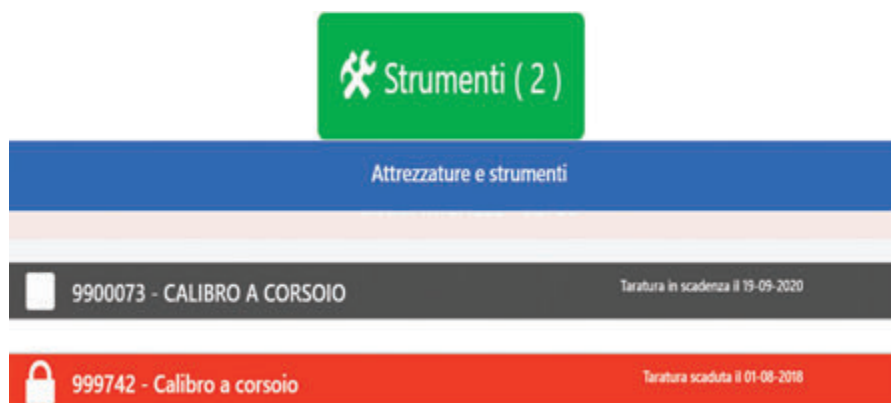 Strumenti ( 2 )
Attrezzature e strumenti
9900073 - CALIBRO A CORSOIO
Taratura in scadenza il 19-09-2020
999742 - Calibro a corsoio
Taratura scaduta il 01-08-2018